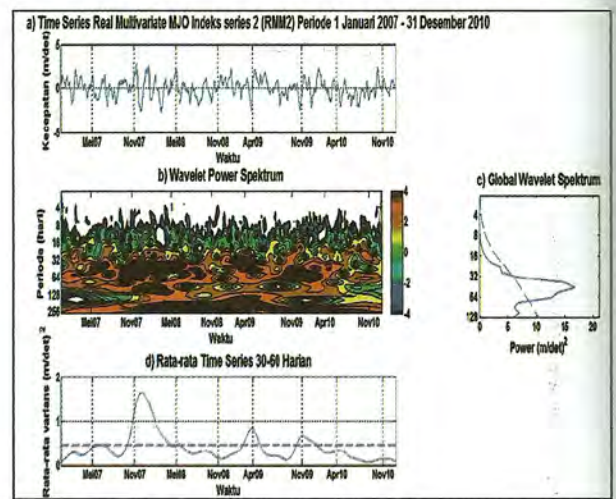 a) Time Series Real Multivariate MJO Indeks series 2 (RMM2) Periode 1 Januari 2007 - 31 Desember 2010
Kecepatan (m/det)
5
0
-5
Mei07 Nov07 Mei08 Nov08 Apr09 Nov09 Apr10 Nov10
Waktu
b) Wavelet Power Spektrum
Perioda (hari)
4
8
16
32
64
128
256
Mei07 Nov07 Mei08 Nov08 Apr09 Nov09 Apr10 Nov10
Waktu
4
2
0
-2
-4
c) Global Wavelet Spektrum
4
8
16
32
64
128
0 5 10 15 20
Power (m/det)2
d) Rata-rata Time Series 30-60 Harian
Rata-rata varians (m/det)2
2
1
0
Mei07 Nov07 Mei08 Nov08 Apr09 Nov09 Apr10 Nov10
Waktu